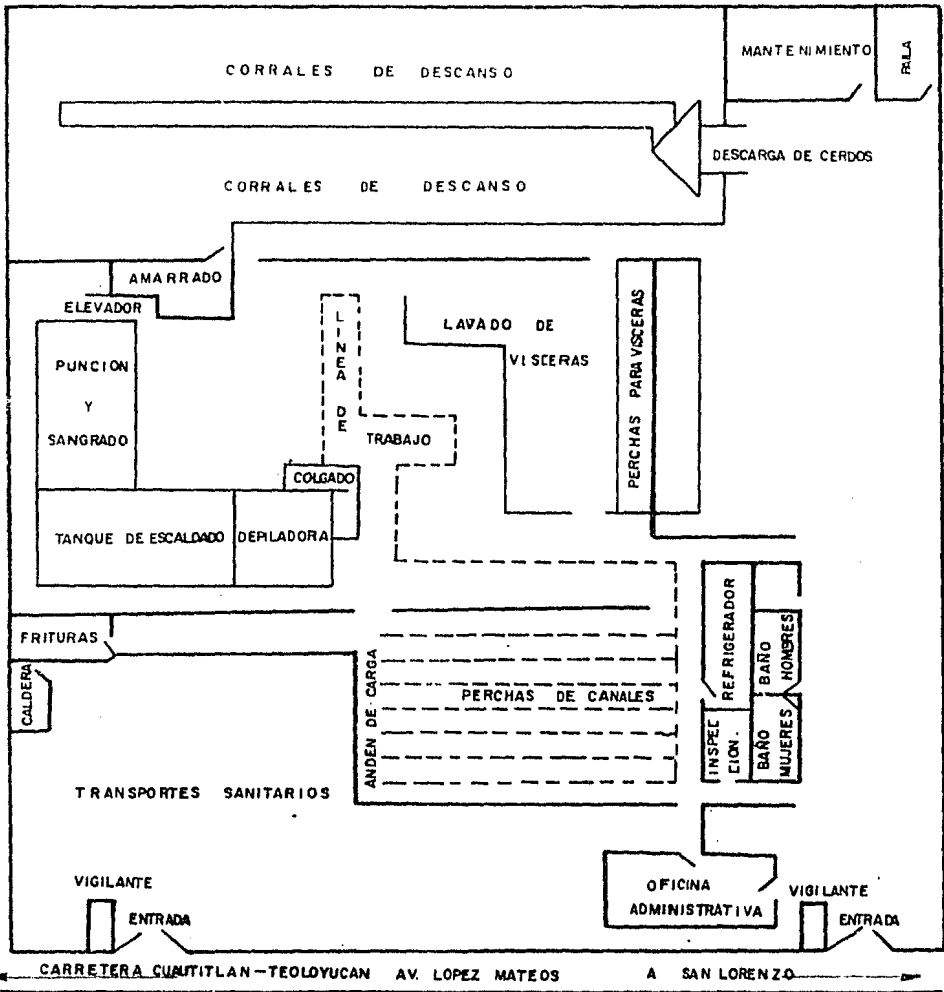 CORRALES DE DESCANSO
MANTENIMIENTO
PAILA
DESCARGA DE CERDOS
CORRALES DE DESCANSO
AMARRADO
ELEVADOR
PUNCION
Y
SANGRADO
LINEA DE
TRABAJO
LAVADO DE
VISCERAS
PERCHAS PARA VISCERAS
COLGADO
TANQUE DE ESCALDADO
DEPILADORA
FRITURAS
CALDERA
ANDEN DE CARGA
PERCHAS DE CANALES
REFRIGERADOR
BAÑO
HOMBRES
INSPEC
CION.
BAÑO
MUJERES
TRANSPORTES SANITARIOS
VIGILANTE
ENTRADA
OFICINA
ADMINISTRATIVA
VIGILANTE
ENTRADA
CARRETERA CUAUTITLAN-TEOLOYUCAN AV. LOPEZ MATEOS A SAN LORENZO